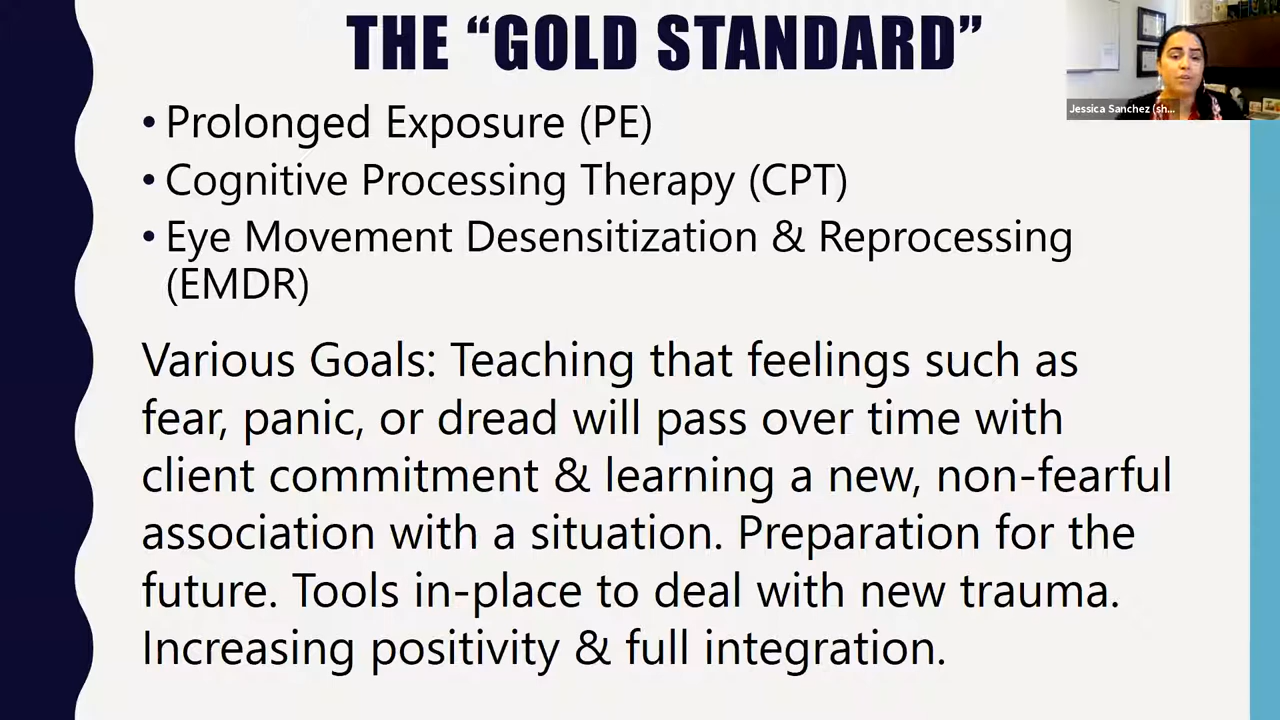 THE “GOLD STANDARD”
Jessica Sanchez (sh...
• Prolonged Exposure (PE)
• Cognitive Processing Therapy (CPT)
• Eye Movement Desensitization & Reprocessing
(EMDR)
Various Goals: Teaching that feelings such as
fear, panic, or dread will pass over time with
client commitment & learning a new, non-fearful
association with a situation. Preparation for the
future. Tools in-place to deal with new trauma.
Increasing positivity & full integration.